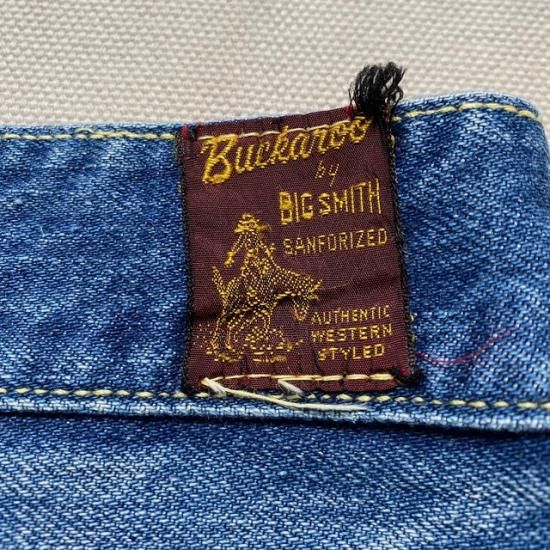 Buckaroo
by
BIG SMITH
SANFORIZED
AUTHENTIC
WESTERN
STYLED